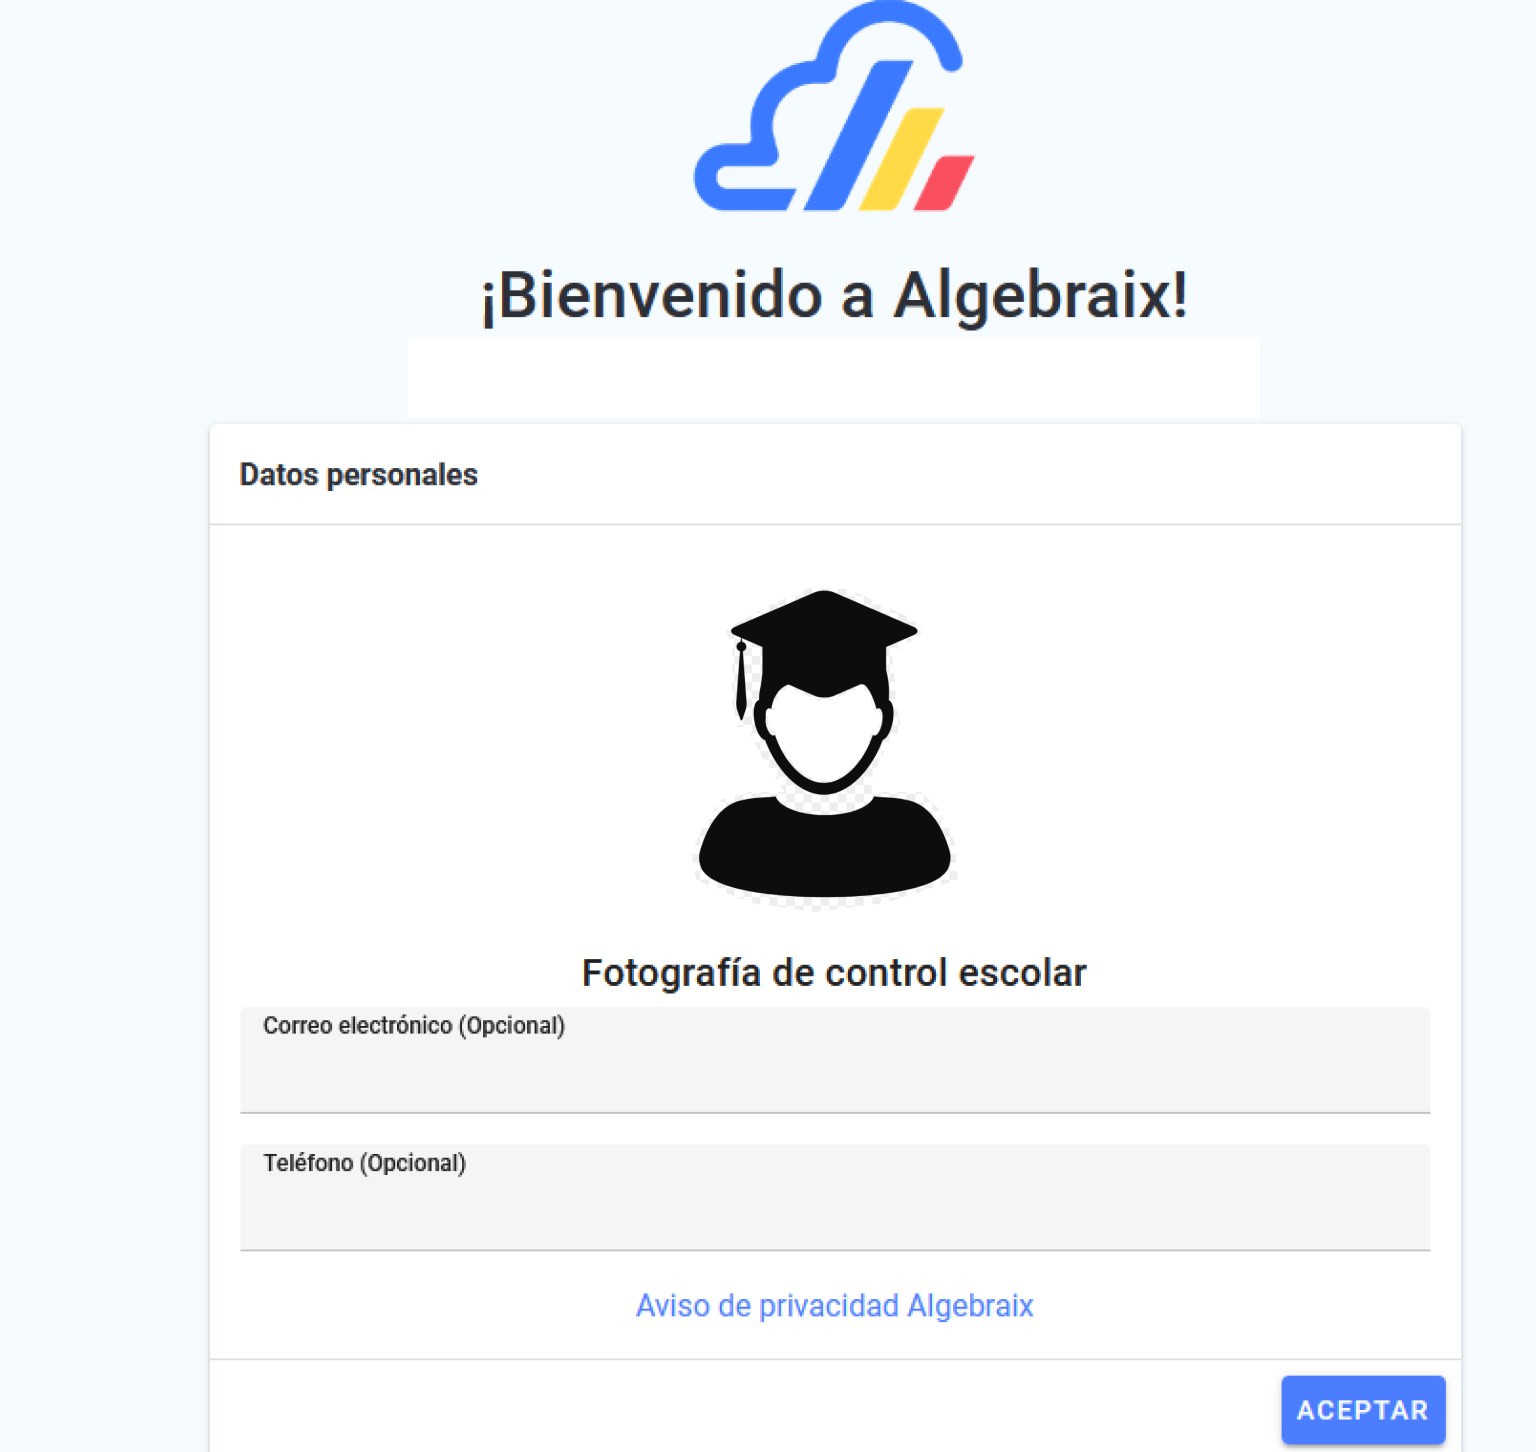 ¡Bienvenido a Algebraix!
Datos personales
Fotografía de control escolar
Correo electrónico (Opcional)
Teléfono (Opcional)
Aviso de privacidad Algebraix
ACEPTAR